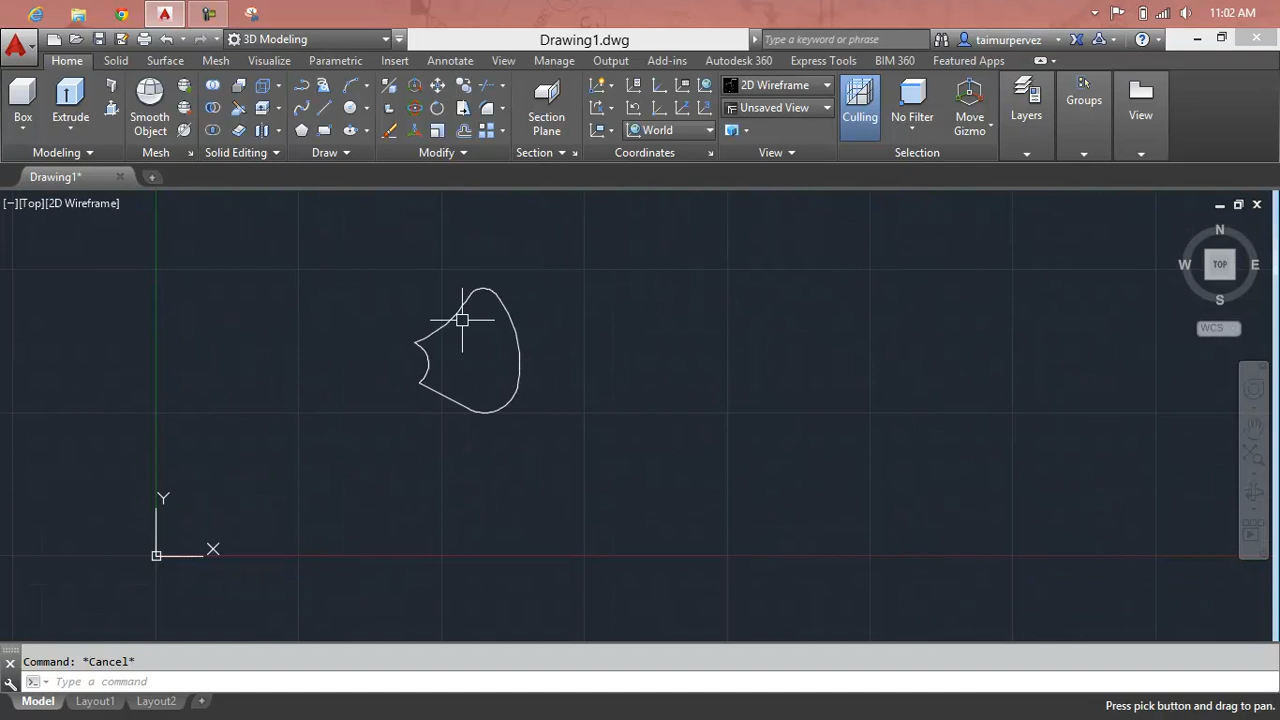 11:02 AM
3D Modeling
Drawing1.dwg
Type a keyword or phrase
taimurpervez
Home Solid Surface Mesh Visualize Parametric Insert Annotate View Manage Output Add-ins Autodesk 360 Express Tools BIM 360 Featured Apps
2D Wireframe
Unsaved View
World
Box
Extrude
Smooth
Object
Section
Plane
Culling
No Filter
Move
Gizmo
Layers
Groups
View
Modeling Mesh Solid Editing Draw Modify Section Coordinates View Selection
Drawing1*
[−][Top][2D Wireframe]
N
W TOP E
S
WCS
Y
X
Command: *Cancel*
Type a command
Model Layout1 Layout2
Press pick button and drag to pan.